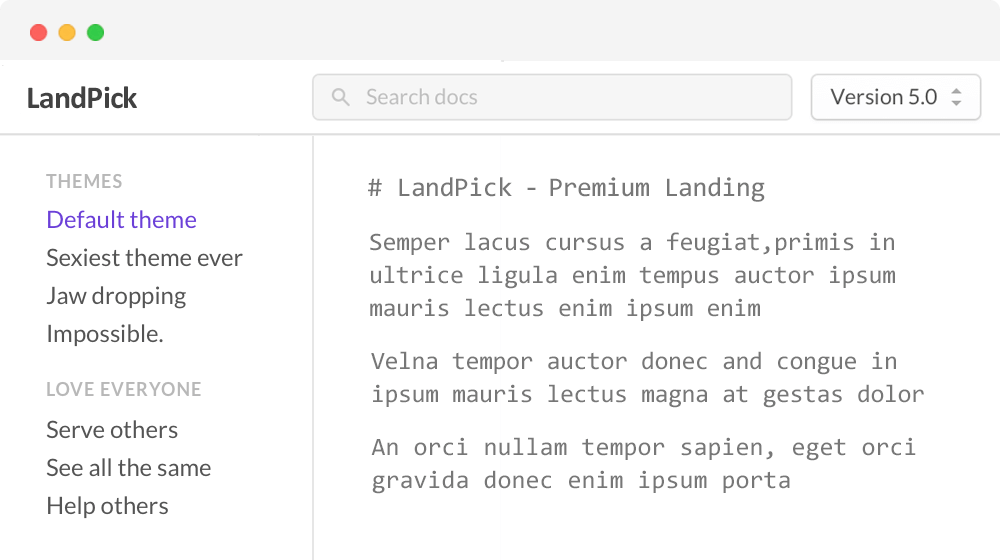 LandPick
Search docs
Version 5.0
THEMES
Default theme
Sexiest theme ever
Jaw dropping
Impossible.
LOVE EVERYONE
Serve others
See all the same
Help others
# LandPick - Premium Landing
Semper lacus cursus a feugiat,primis in
ultrice ligula enim tempus auctor ipsum
mauris lectus enim ipsum enim
Velna tempor auctor donec and congue in
ipsum mauris lectus magna at gestas dolor
An orci nullam tempor sapien, eget orci
gravida donec enim ipsum porta